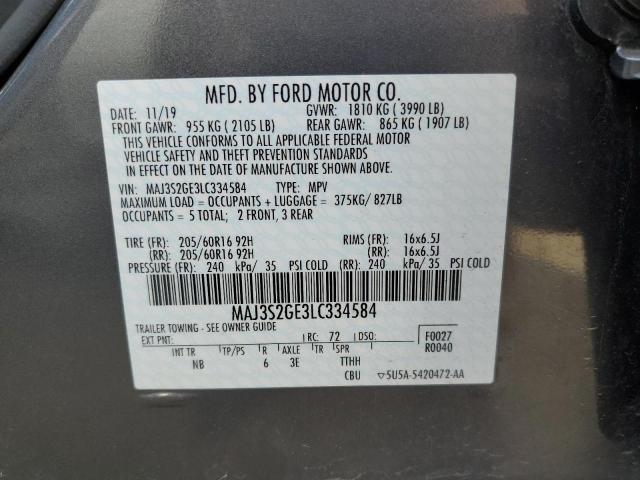 MFD. BY FORD MOTOR CO.
DATE: 11/19 GVWR: 1810 KG ( 3990 LB)
FRONT GAWR: 955 KG ( 2105 LB) REAR GAWR: 865 KG ( 1907 LB)
THIS VEHICLE CONFORMS TO ALL APPLICABLE FEDERAL MOTOR
VEHICLE SAFETY AND THEFT PREVENTION STANDARDS
IN EFFECT ON THE DATE OF MANUFACTURE SHOWN ABOVE.
VIN: MAJ3S2GE3LC334584 TYPE: MPV
MAXIMUM LOAD = OCCUPANTS + LUGGAGE = 375KG/ 827LB
OCCUPANTS = 5 TOTAL; 2 FRONT, 3 REAR
TIRE (FR): 205/60R16 92H RIMS (FR): 16x6.5J
(RR): 205/60R16 92H (RR): 16x6.5J
PRESSURE (FR): 240 kPa/ 35 PSI COLD (RR): 240 kPa/ 35 PSI COLD
MAJ3S2GE3LC334584
TRAILER TOWING - SEE OWNER GUIDE
EXT PNT: RC: 72 DSO: F0027
R0040
INT TR TP/PS R AXLE TR SPR
NB 6 3E TTHH
CBU ▽5U5A-5420472-AA